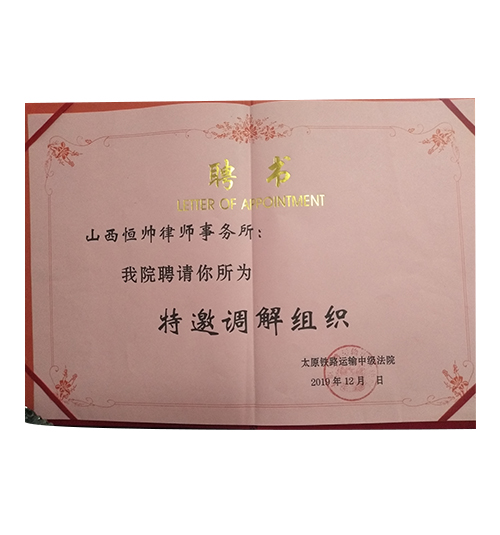 聘书
LETTER OF APPOINTMENT
山西恒帅律师事务所：
我院聘请你所为
特邀调解组织
太原铁路运输中级法院
2019年12月 日